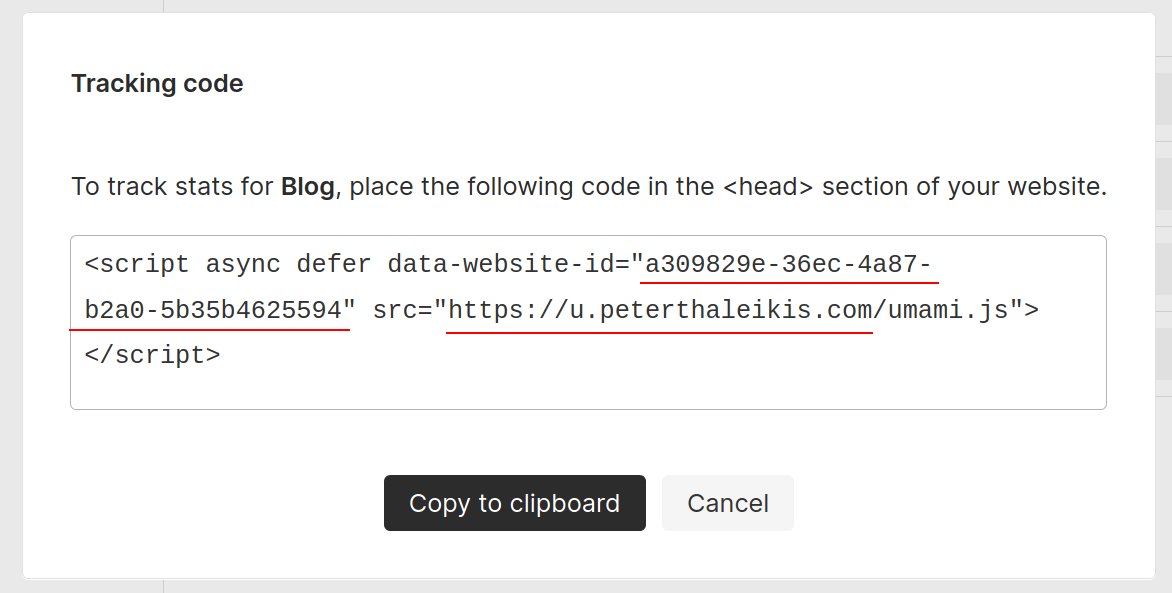 Tracking code
To track stats for Blog, place the following code in the <head> section of your website.
<script async defer data-website-id="a309829e-36ec-4a87-
b2a0-5b35b4625594" src="https://u.peterthaleikis.com/umami.js">
</script>
Copy to clipboard Cancel